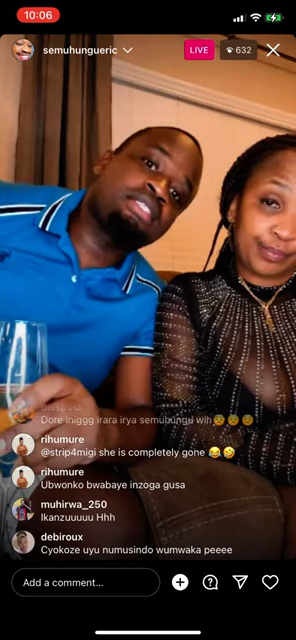 10:06
semuhungueric
LIVE
632
Dore iniggg irara irya semubungu wih😨😨😨
rihumure
@strip4migi she is completely gone 😂🤣
rihumure
Ubwonko bwabaye inzoga gusa
muhirwa_250
Ikanzuuuuu Hhh
debiroux
Cyokoze uyu numusindo wumwaka peeee
Add a comment...